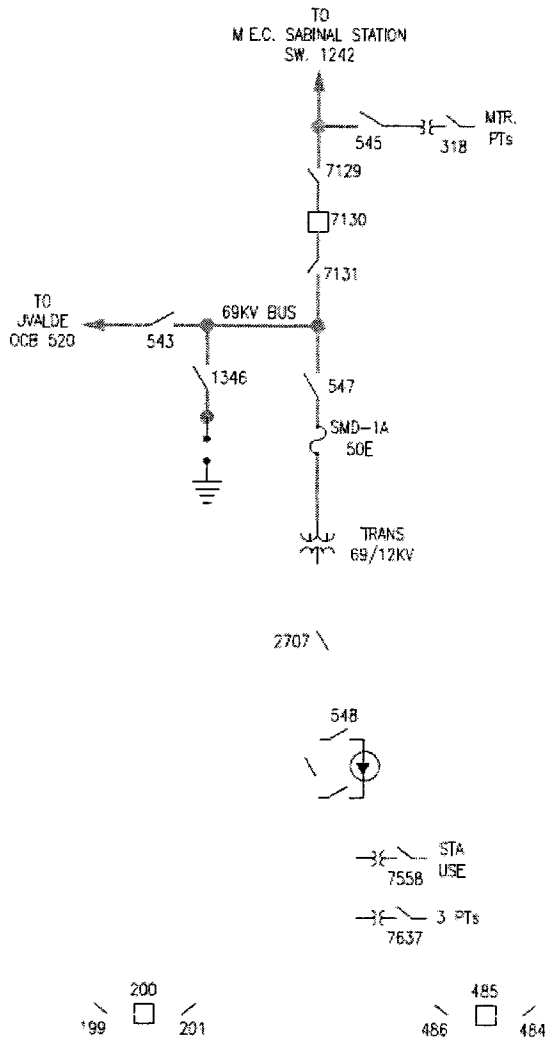 TO
M.E.C. SABINAL STATION
SW. 1242
545
318
MTR.
PTs
7129
7130
7131
TO
JVALDE
OCB 520
69KV BUS
543
1346
547
SMD-1A
50E
TRANS
69/12KV
2707
548
STA
USE
7558
3 PTs
7637
200
199
201
485
486
484